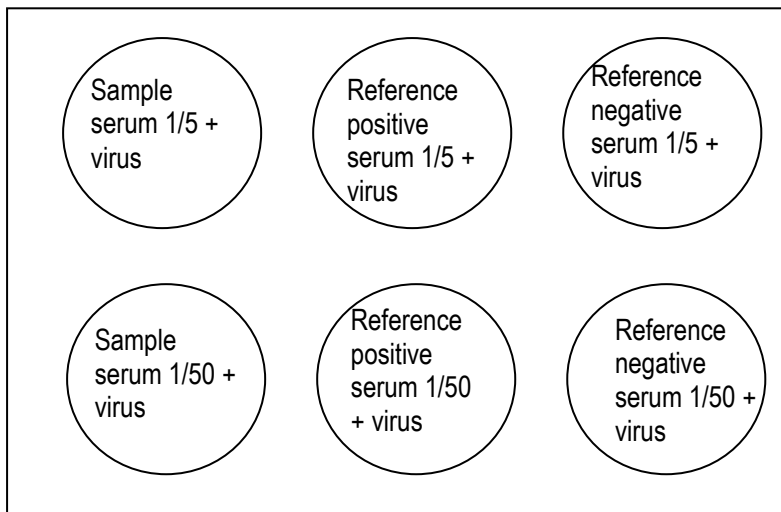 Sample
serum 1/5 +
virus
Reference
positive
serum 1/5 +
virus
Reference
negative
serum 1/5 +
virus
Sample
serum 1/50 +
virus
Reference
positive
serum 1/50
+ virus
Reference
negative
serum 1/50 +
virus